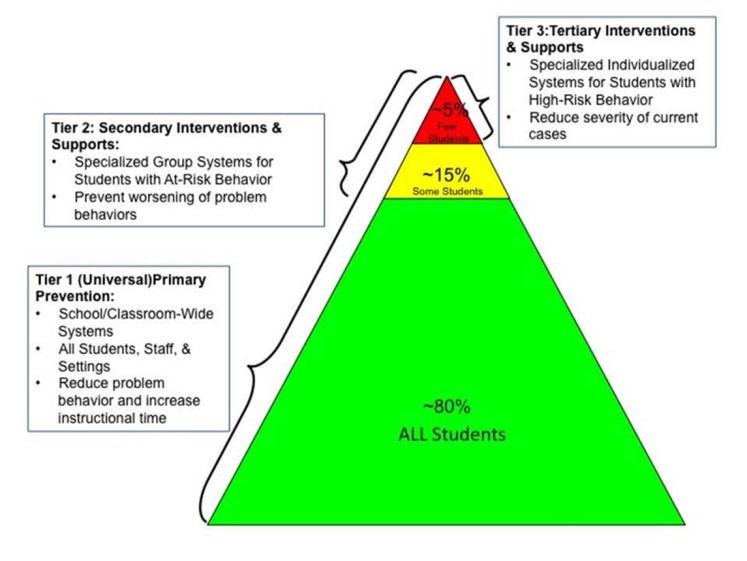 Tier 3:Tertiary Interventions
& Supports
• Specialized Individualized
Systems for Students with
High-Risk Behavior
• Reduce severity of current
cases
Tier 2: Secondary Interventions &
Supports:
• Specialized Group Systems for
Students with At-Risk Behavior
• Prevent worsening of problem
behaviors
Tier 1 (Universal)Primary
Prevention:
• School/Classroom-Wide
Systems
• All Students, Staff, &
Settings
• Reduce problem
behavior and increase
instructional time
~5%
Few
Students
~15%
Some Students
~80%
ALL Students